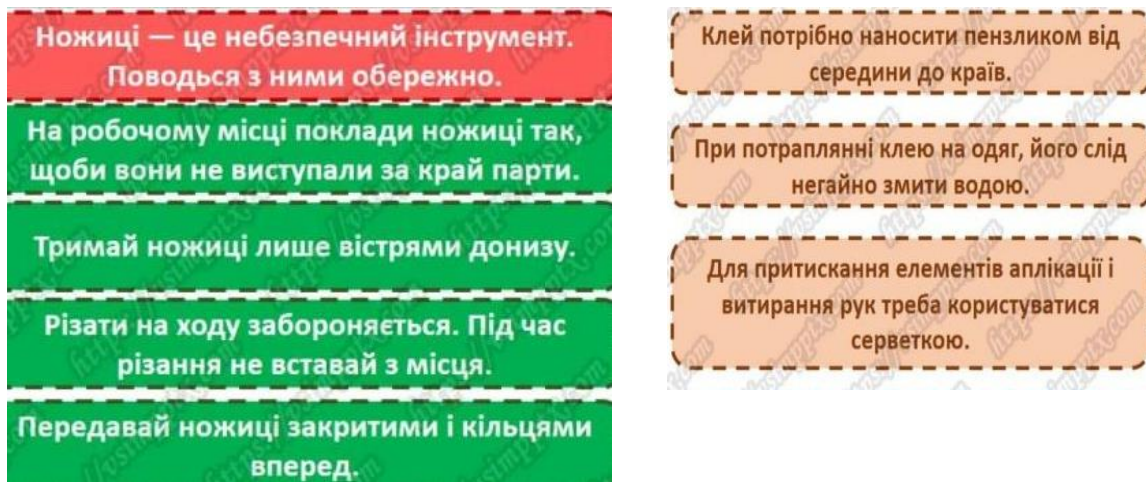 Ножиці — це небезпечний інструмент.
Поводься з ними обережно.
На робочому місці поклади ножиці так,
щоби вони не виступали за край парти.
Тримай ножиці лише вістрями донизу.
Різати на ходу забороняється. Під час
різання не вставай з місця.
Передавай ножиці закритими і кільцями
вперед.
Клей потрібно наносити пензликом від
середини до країв.
При потраплянні клею на одяг, його слід
негайно змити водою.
Для притискання елементів аплікації і
витирання рук треба користуватися
серветкою.